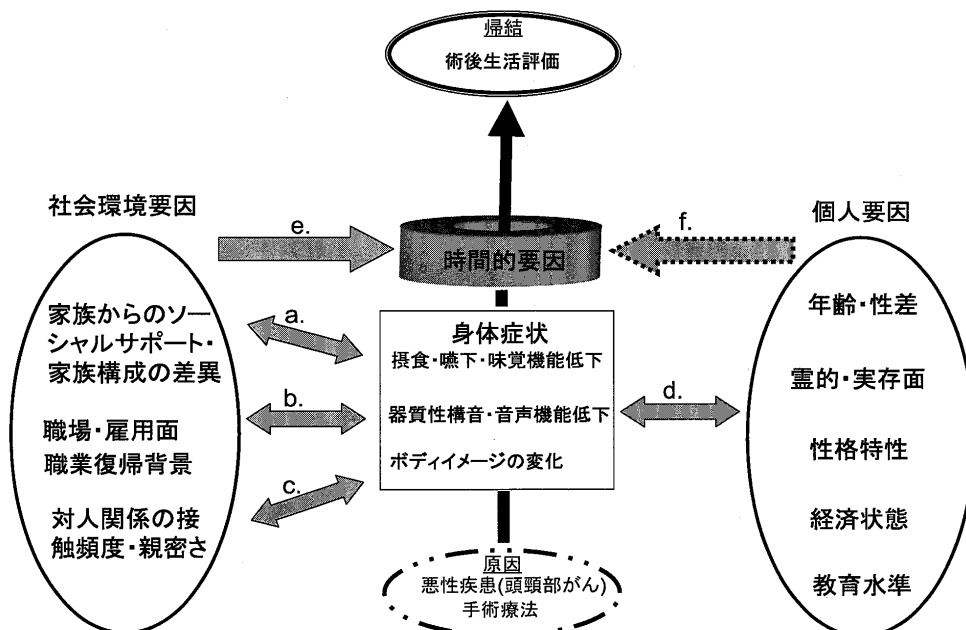 帰結
術後生活評価
社会環境要因
e.
時間的要因
f.
個人要因
家族からのソー
シャルサポート・
家族構成の差異
職場・雇用面
職業復帰背景
対人関係の接
触頻度・親密さ
a.
b.
c.
身体症状
摂食・嚥下・味覚機能低下
器質性構音・音声機能低下
ボディイメージの変化
d.
年齢・性差
霊的・実存面
性格特性
経済状態
教育水準
原因
悪性疾患(頭頸部がん)
手術療法